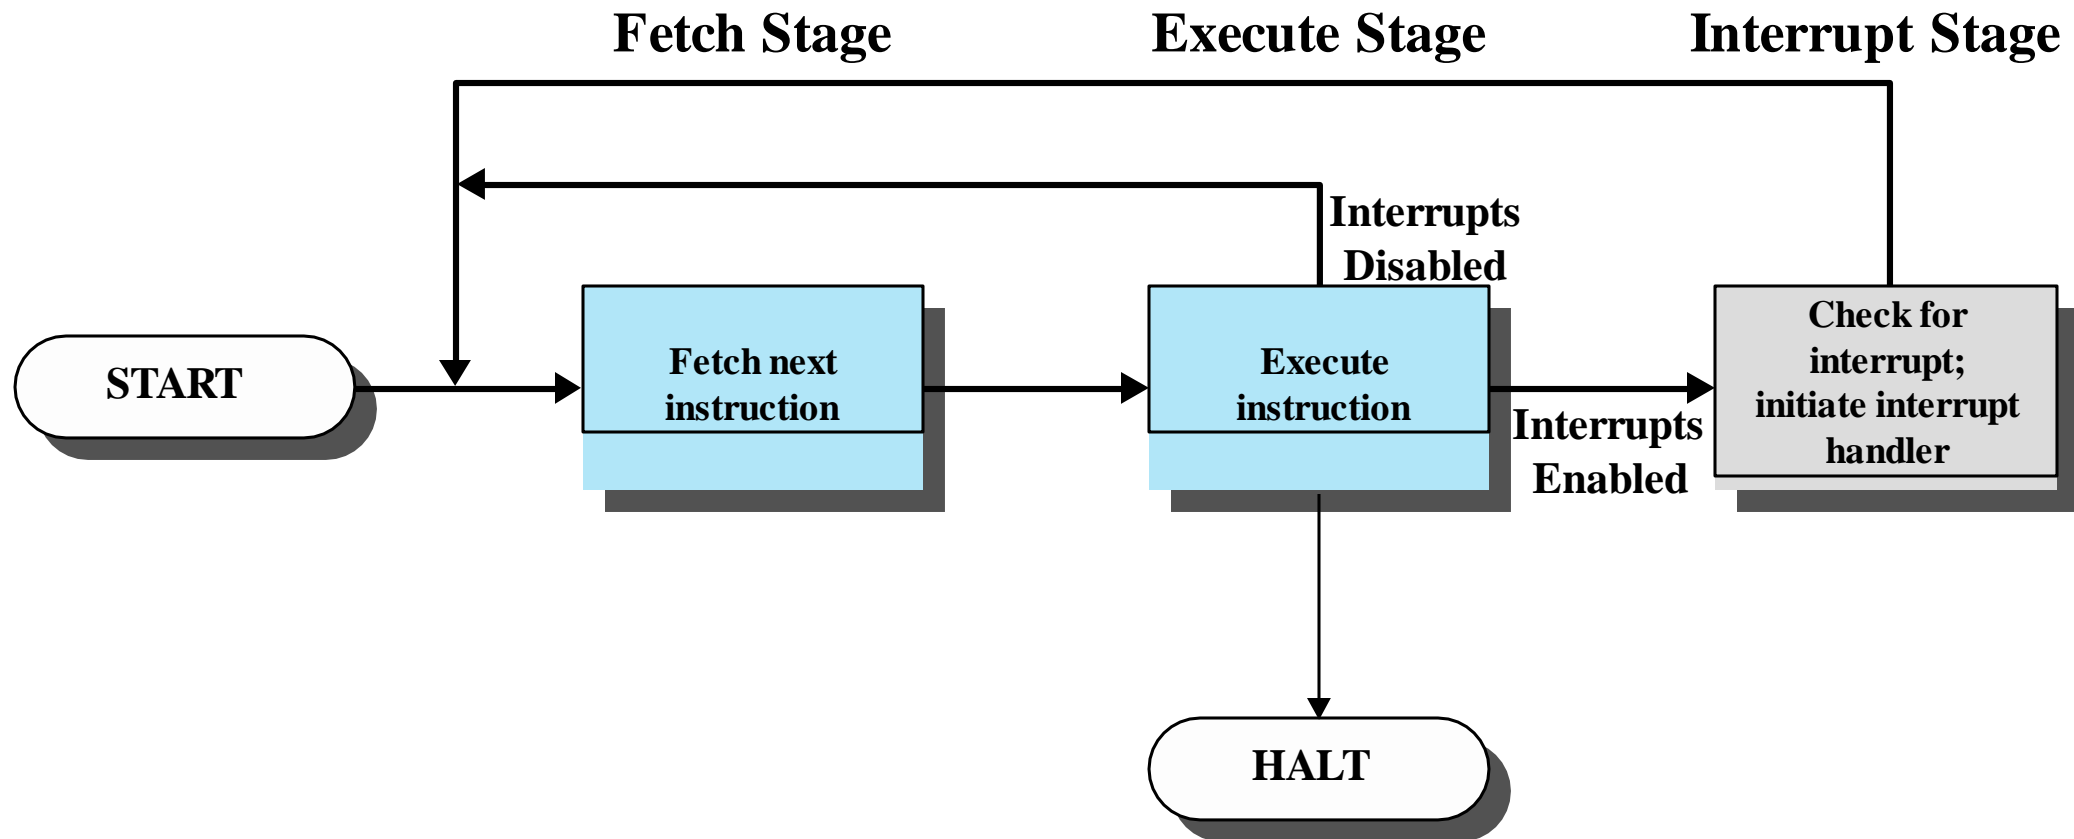 Fetch Stage
Execute Stage
Interrupt Stage
Interrupts
Disabled
START
Fetch next
instruction
Execute
instruction
Interrupts
Enabled
Check for
interrupt;
initiate interrupt
handler
HALT